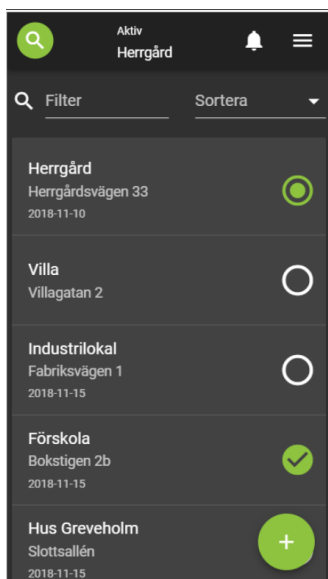 Aktiv
Herrgård
Filter
Sortera
Herrgård
Herrgårdsvägen 33
2018-11-10
Villa
Villagatan 2
Industrilokal
Fabriksvägen 1
2018-11-15
Förskola
Bokstigen 2b
2018-11-15
Hus Greveholm
Slottsallén
2018-11-15